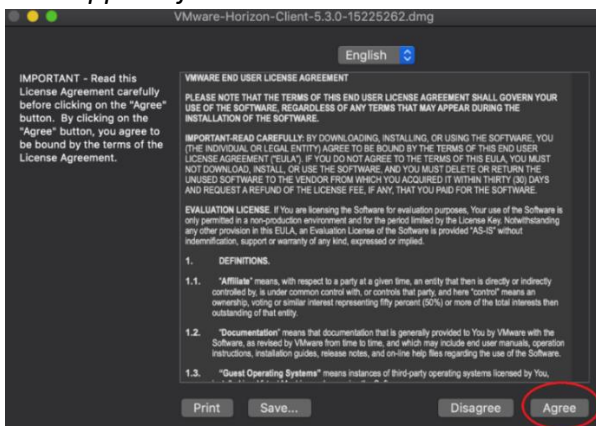 VMware-Horizon-Client-5.3.0-15225262.dmg
English
IMPORTANT - Read this
License Agreement carefully
before clicking on the "Agree"
button. By clicking on the
"Agree" button, you agree to
be bound by the terms of the
License Agreement.
VMWARE END USER LICENSE AGREEMENT
PLEASE NOTE THAT THE TERMS OF THIS END USER LICENSE AGREEMENT SHALL GOVERN YOUR
USE OF THE SOFTWARE, REGARDLESS OF ANY TERMS THAT MAY APPEAR DURING THE
INSTALLATION OF THE SOFTWARE.
IMPORTANT-READ CAREFULLY: BY DOWNLOADING, INSTALLING, OR USING THE SOFTWARE, YOU
(THE INDIVIDUAL OR LEGAL ENTITY) AGREE TO BE BOUND BY THE TERMS OF THIS END USER
LICENSE AGREEMENT ("EULA"). IF YOU DO NOT AGREE TO THE TERMS OF THIS EULA, YOU MUST
NOT DOWNLOAD, INSTALL, OR USE THE SOFTWARE, AND YOU MUST DELETE OR RETURN THE
UNUSED SOFTWARE TO THE VENDOR FROM WHICH YOU ACQUIRED IT WITHIN THIRTY (30) DAYS
AND REQUEST A REFUND OF THE LICENSE FEE, IF ANY, THAT YOU PAID FOR THE SOFTWARE.
EVALUATION LICENSE. If You are licensing the Software for evaluation purposes, Your use of the Software is
only permitted in a non-production environment and for the period limited by the License Key. Notwithstanding
any other provision in this EULA, an Evaluation License of the Software is provided "AS-IS" without
indemnification, support or warranty of any kind, expressed or implied.
1. DEFINITIONS.
1.1. "Affiliate" means, with respect to a party at a given time, an entity that then is directly or indirectly
controlled by, is under common control with, or controls that party, and here "control" means an
ownership, voting or similar interest representing fifty percent (50%) or more of the total interests then
outstanding of that entity.
1.2. "Documentation" means that documentation that is generally provided to You by VMware with the
Software, as revised by VMware from time to time, and which may include end user manuals, operation
instructions, installation guides, release notes, and on-line help files regarding the use of the Software.
1.3. "Guest Operating Systems" means instances of third-party operating systems licensed by You,
Print Save... Disagree Agree